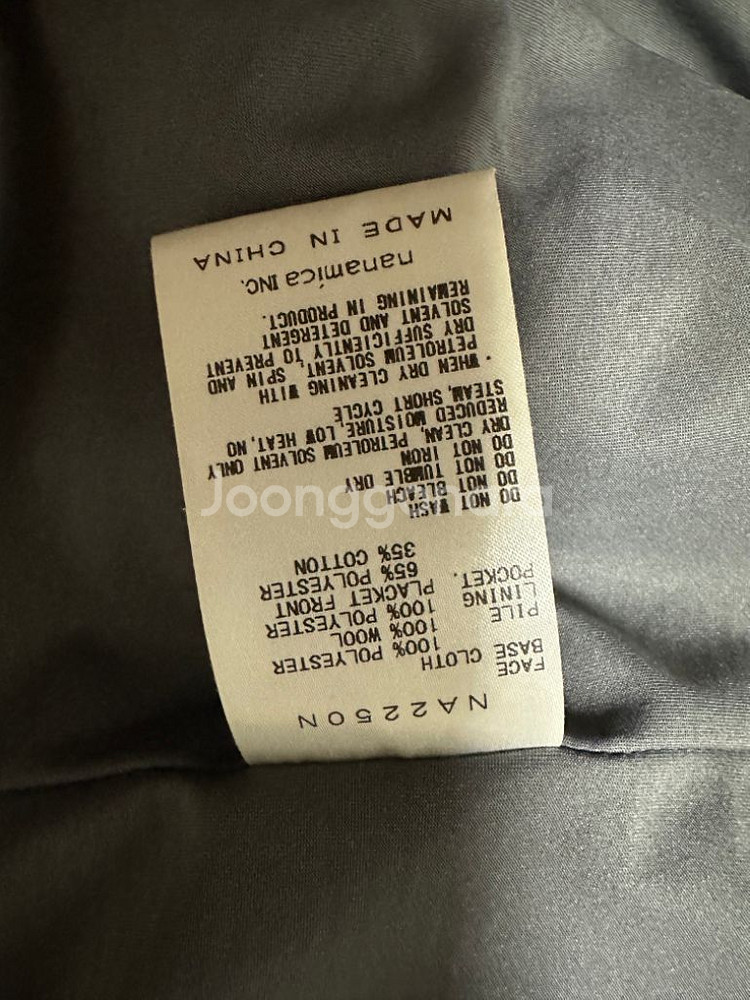 NA2250N
FACE
BASE CLOTH 100% POLYESTER
PILE 100% WOOL
LINING 100% POLYESTER
POCKET. PLACKET FRONT
65% POLYESTER
35% COTTON
DO NOT WASH
DO NOT BLEACH
DO NOT TUMBLE DRY
DO NOT IRON
DRY CLEAN, PETROLEUM SOLVENT ONLY
REDUCED MOISTURE, LOW HEAT, NO
STEAM, SHORT CYCLE
・WHEN DRY CLEANING WITH
PETROLEUM SOLVENT, SPIN AND
DRY SUFFICIENTLY TO PREVENT
SOLVENT AND DETERGENT
REMAINING IN PRODUCT.
nanamica INC.
MADE IN CHINA
Joonggonara